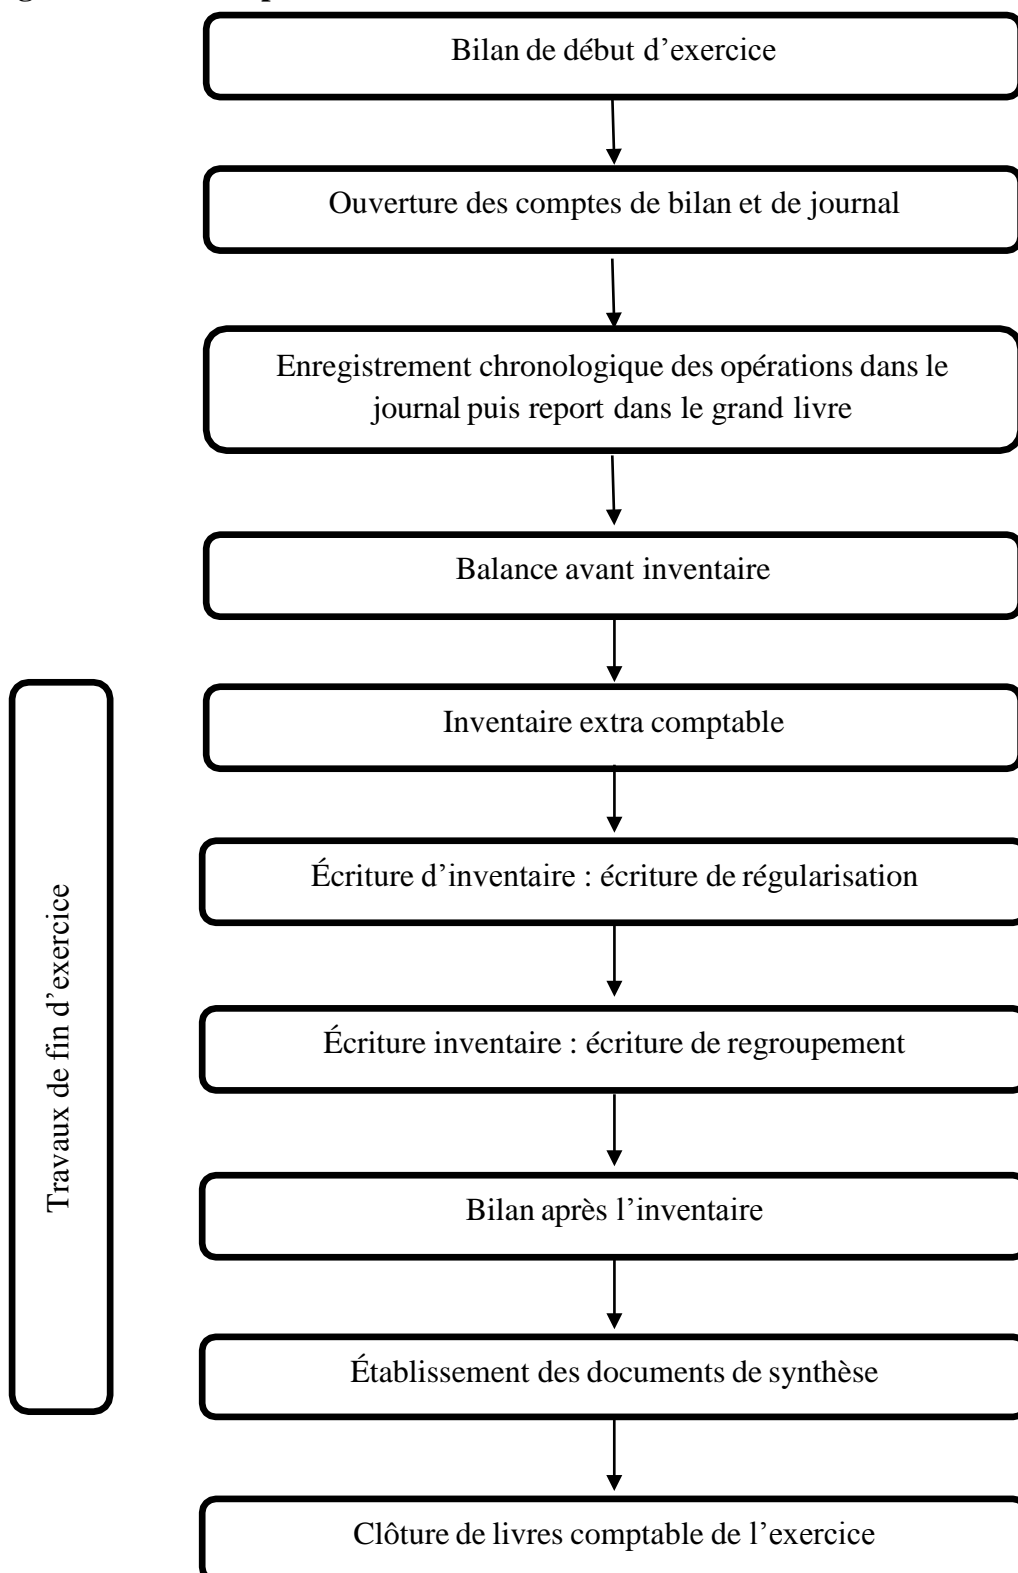 Bilan de début d’exercice
Ouverture des comptes de bilan et de journal
Enregistrement chronologique des opérations dans le
journal puis report dans le grand livre
Balance avant inventaire
Inventaire extra comptable
Écriture d’inventaire : écriture de régularisation
Écriture inventaire : écriture de regroupement
Bilan après l’inventaire
Établissement des documents de synthèse
Clôture de livres comptable de l’exercice
Travaux de fin d’exercice